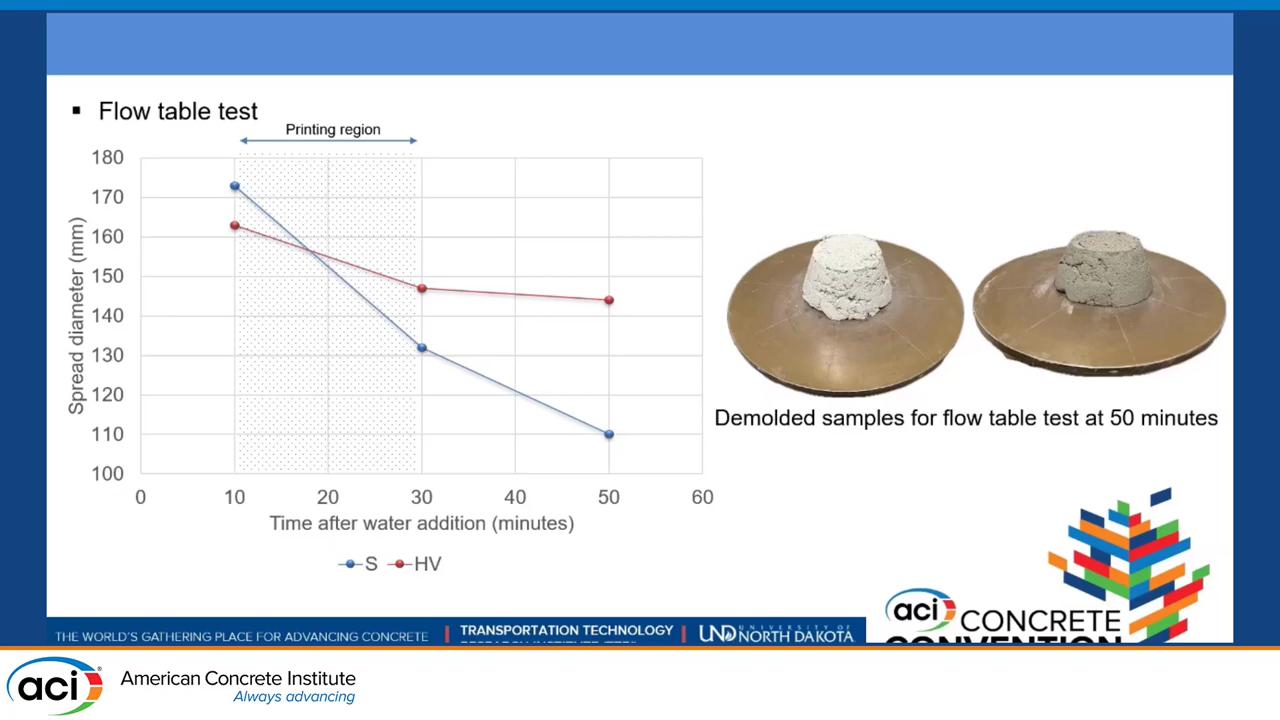 ▪ Flow table test
Printing region
180
170
160
150
140
130
120
110
100
Spread diameter (mm)
0 10 20 30 40 50 60
Time after water addition (minutes)
S HV
Demolded samples for flow table test at 50 minutes
THE WORLD'S GATHERING PLACE FOR ADVANCING CONCRETE
TRANSPORTATION TECHNOLOGY
UND UNIVERSITY OF
NORTH DAKOTA
aci CONCRETE
CONVENTION
aci® American Concrete Institute
Always advancing